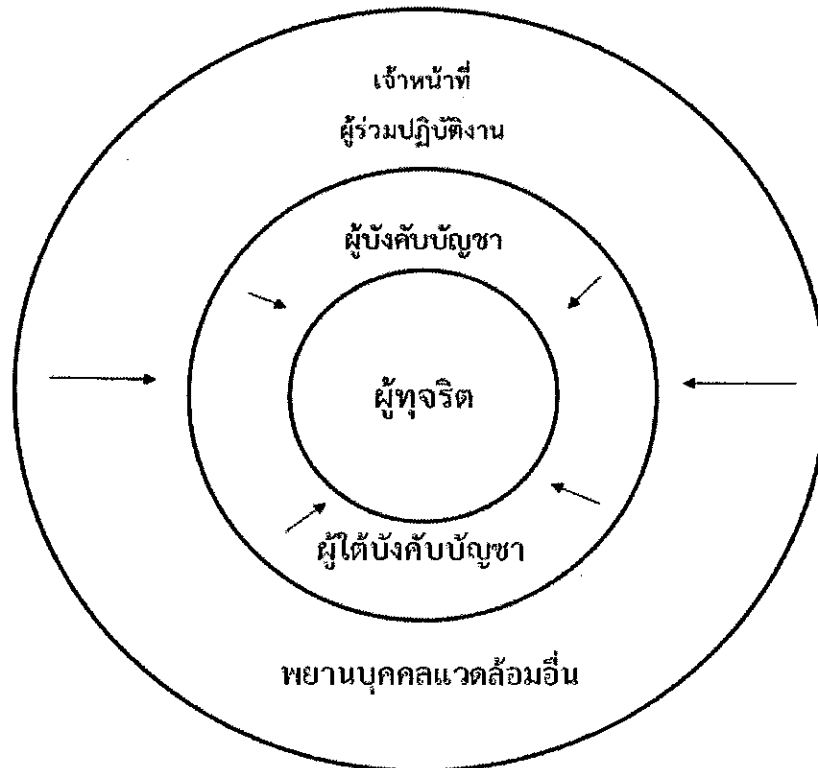 เจ้าหน้าที่
ผู้ร่วมปฏิบัติงาน
ผู้บังคับบัญชา
ผู้ทุจริต
ผู้ใต้บังคับบัญชา
พยานบุคคลแวดล้อมอื่น